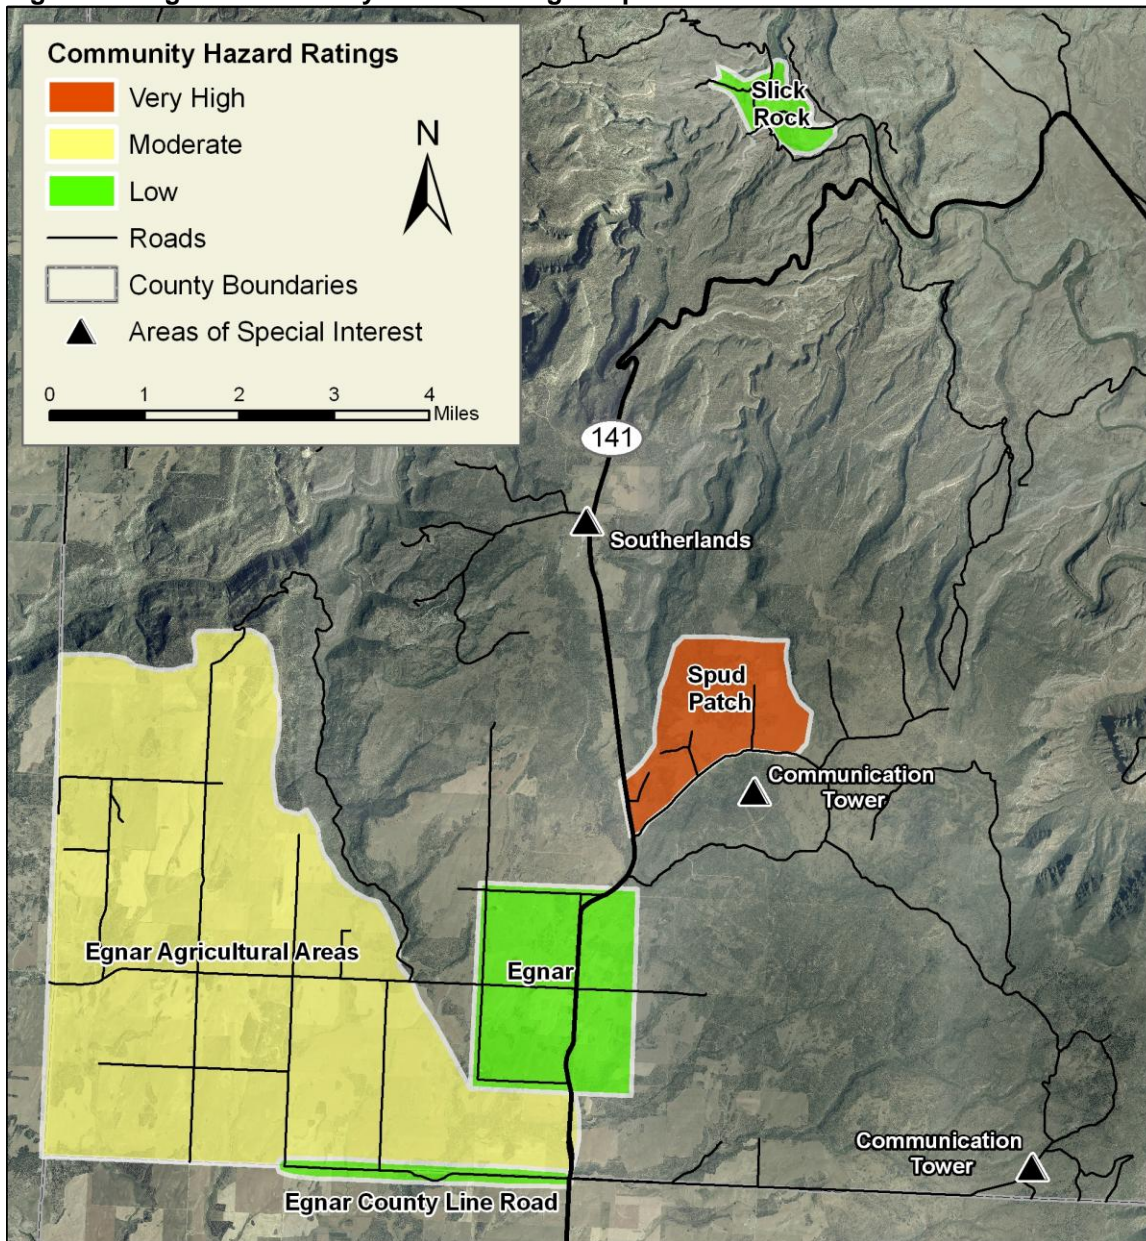 Community Hazard Ratings
Very High
Moderate
Low
Roads
County Boundaries
Areas of Special Interest
N
0 1 2 3 4
Miles
Slick
Rock
141
Southerlands
Spud
Patch
Communication
Tower
Egnar Agricultural Areas
Egnar
Communication
Tower
Egnar County Line Road